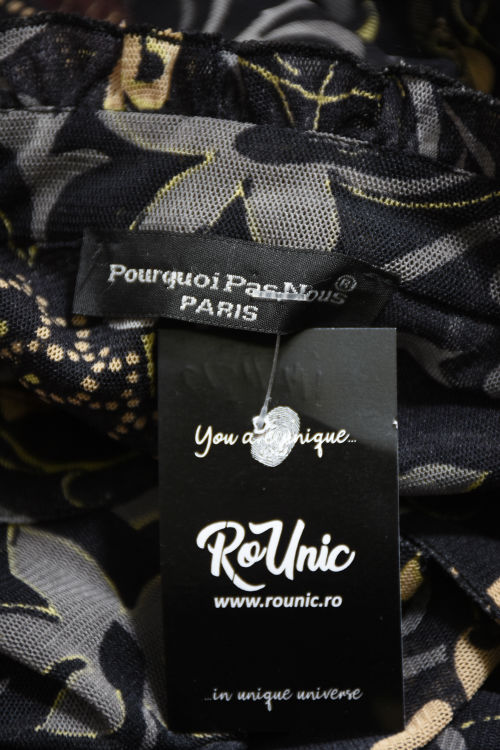 Pourquoi Pas Nous®
PARIS
You are unique...
RoUnic
www.rounic.ro
...in unique universe